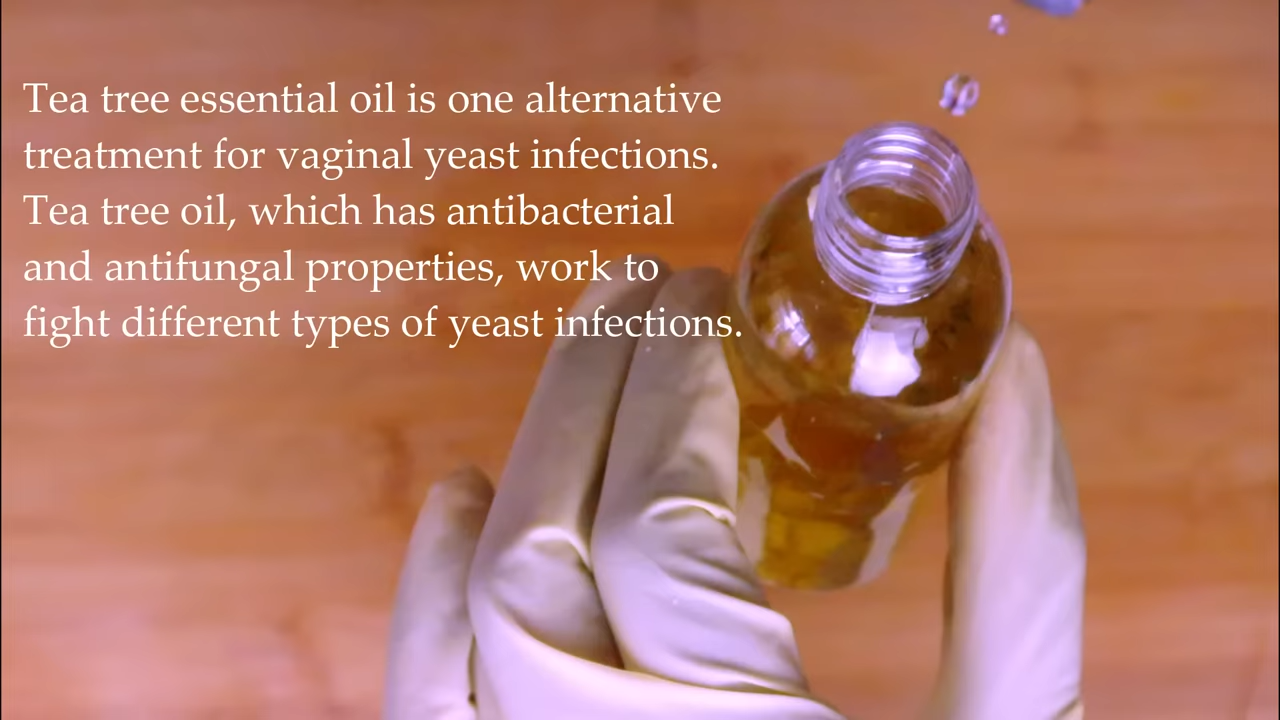 Tea tree essential oil is one alternative
treatment for vaginal yeast infections.
Tea tree oil, which has antibacterial
and antifungal properties, work to
fight different types of yeast infections.